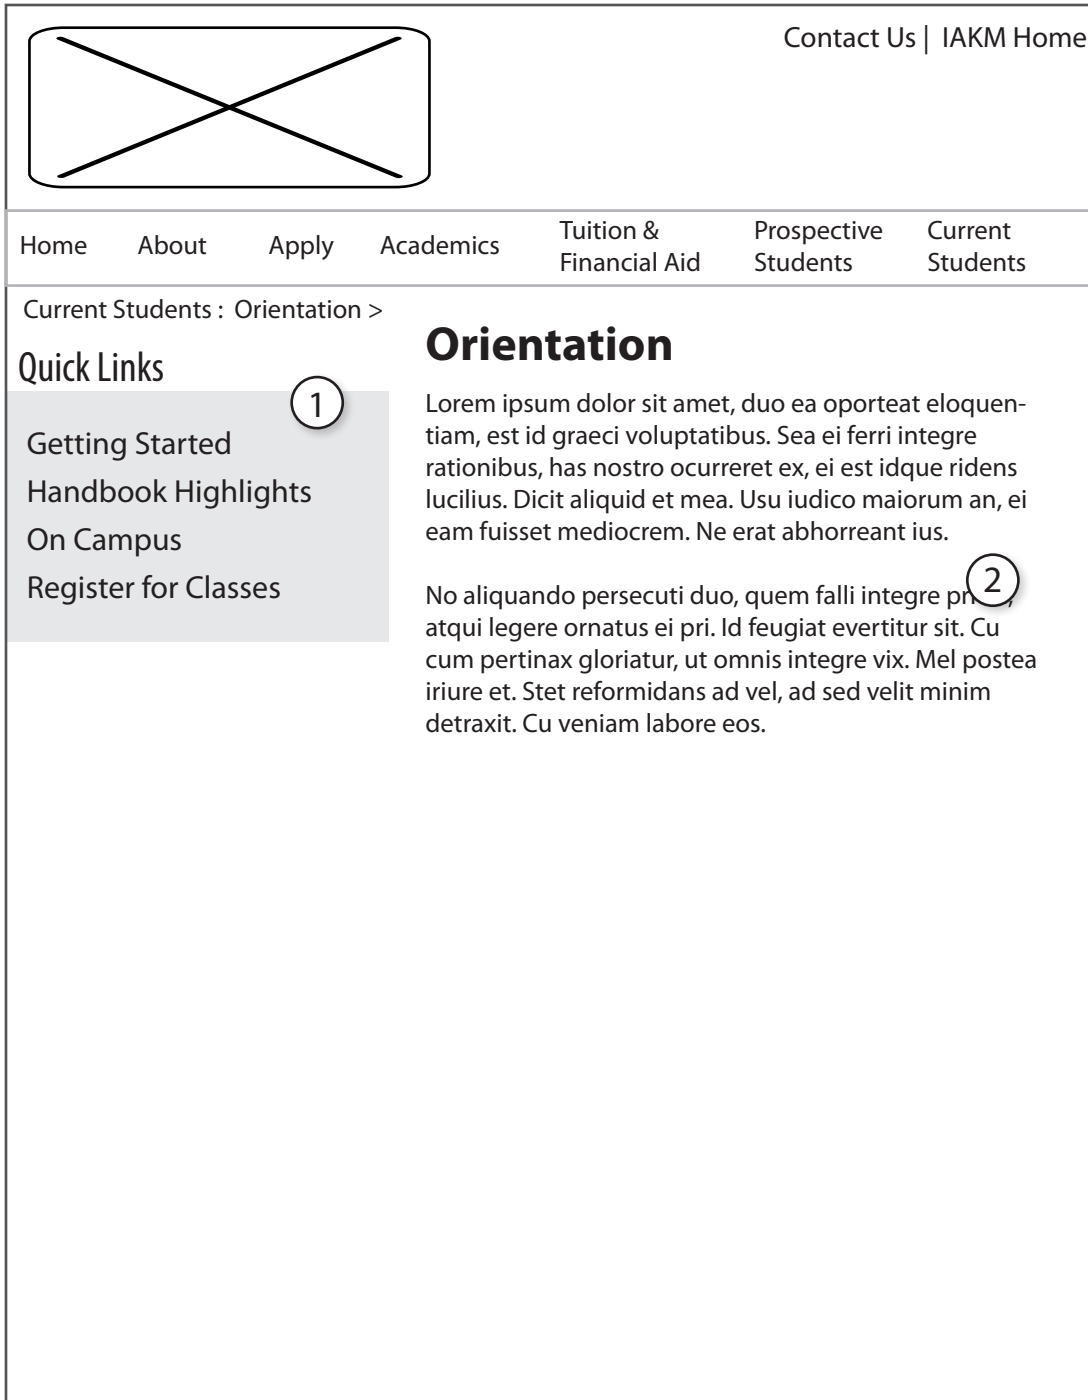 Contact Us | IAKM Home
Home About Apply Academics Tuition & Financial Aid Prospective Students Current Students
Current Students : Orientation >
Quick Links
1
Getting Started
Handbook Highlights
On Campus
Register for Classes
Orientation
Lorem ipsum dolor sit amet, duo ea oporteat eloquen-
tiam, est id graeci voluptatibus. Sea ei ferri integre
rationibus, has nostro ocurreret ex, ei est idque ridens
lucilius. Dicit aliquid et mea. Usu iudico maiorum an, ei
eam fuisset mediocrem. Ne erat abhorreant ius.
2
No aliquando persecuti duo, quem falli integre
atqui legere ornatus ei pri. Id feugiat evertitur sit. Cu
cum pertinax gloriatur, ut omnis integre vix. Mel postea
iriure et. Stet reformidans ad vel, ad sed velit minim
detraxit. Cu veniam labore eos.